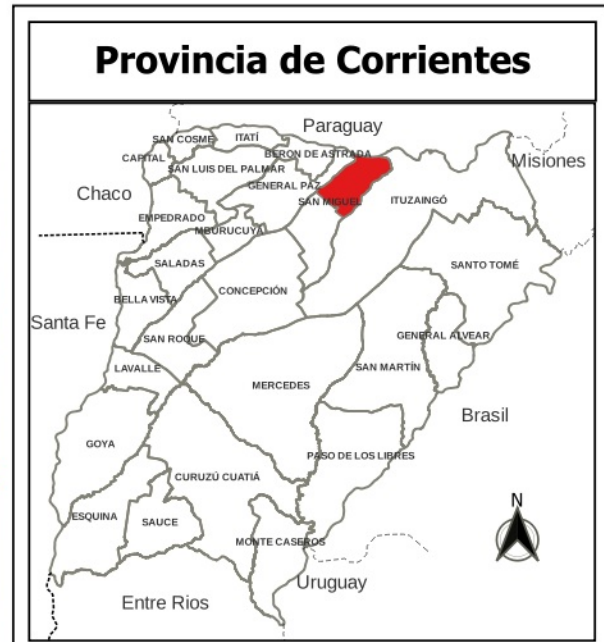 Provincia de Corrientes
Paraguay
SAN COSME
ITATÍ
BERON DE ASTRADA
Misiones
CAPITAL
SAN LUIS DEL PALMAR
GENERAL PAZ
Chaco
SAN MIGUEL
ITUZAINGÓ
EMPEDRADO
MBURUCUYA
SALADAS
SANTO TOMÉ
CONCEPCIÓN
BELLA VISTA
Santa Fe
SAN ROQUE
GENERAL ALVEAR
LAVALLE
SAN MARTÍN
MERCEDES
Brasil
GOYA
PASO DE LOS LIBRES
CURUZÚ CUATIÁ
N
ESQUINA
SAUCE
MONTE CASEROS
Uruguay
Entre Rios